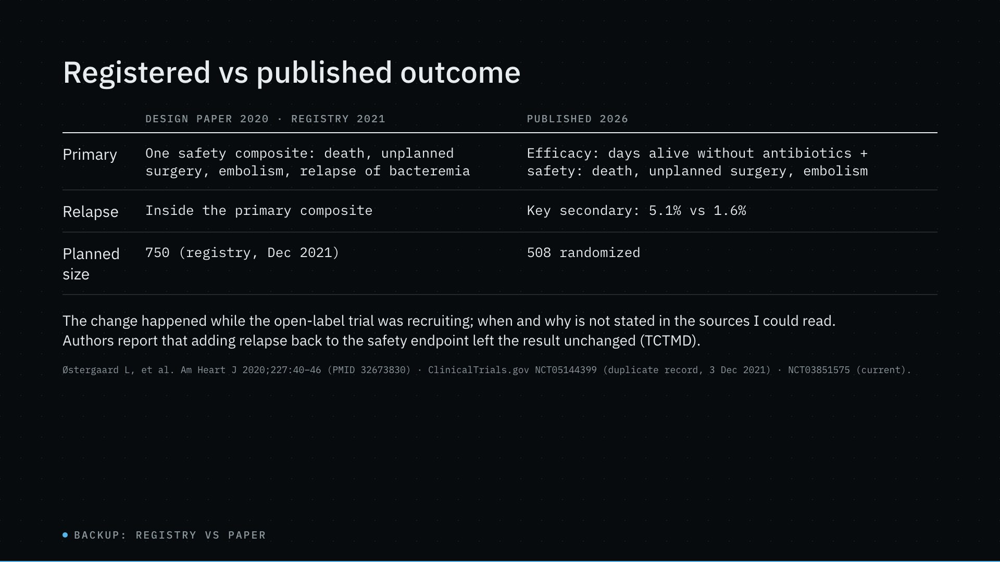 Registered vs published outcome
DESIGN PAPER 2020 · REGISTRY 2021
PUBLISHED 2026
Primary
One safety composite: death, unplanned
surgery, embolism, relapse of bacteremia
Efficacy: days alive without antibiotics +
safety: death, unplanned surgery, embolism
Relapse
Inside the primary composite
Key secondary: 5.1% vs 1.6%
Planned
size
750 (registry, Dec 2021)
508 randomized
The change happened while the open-label trial was recruiting; when and why is not stated in the sources I could read.
Authors report that adding relapse back to the safety endpoint left the result unchanged (TCTMD).
Østergaard L, et al. Am Heart J 2020;227:40–46 (PMID 32673830) · ClinicalTrials.gov NCT05144399 (duplicate record, 3 Dec 2021) · NCT03851575 (current).
BACKUP: REGISTRY VS PAPER